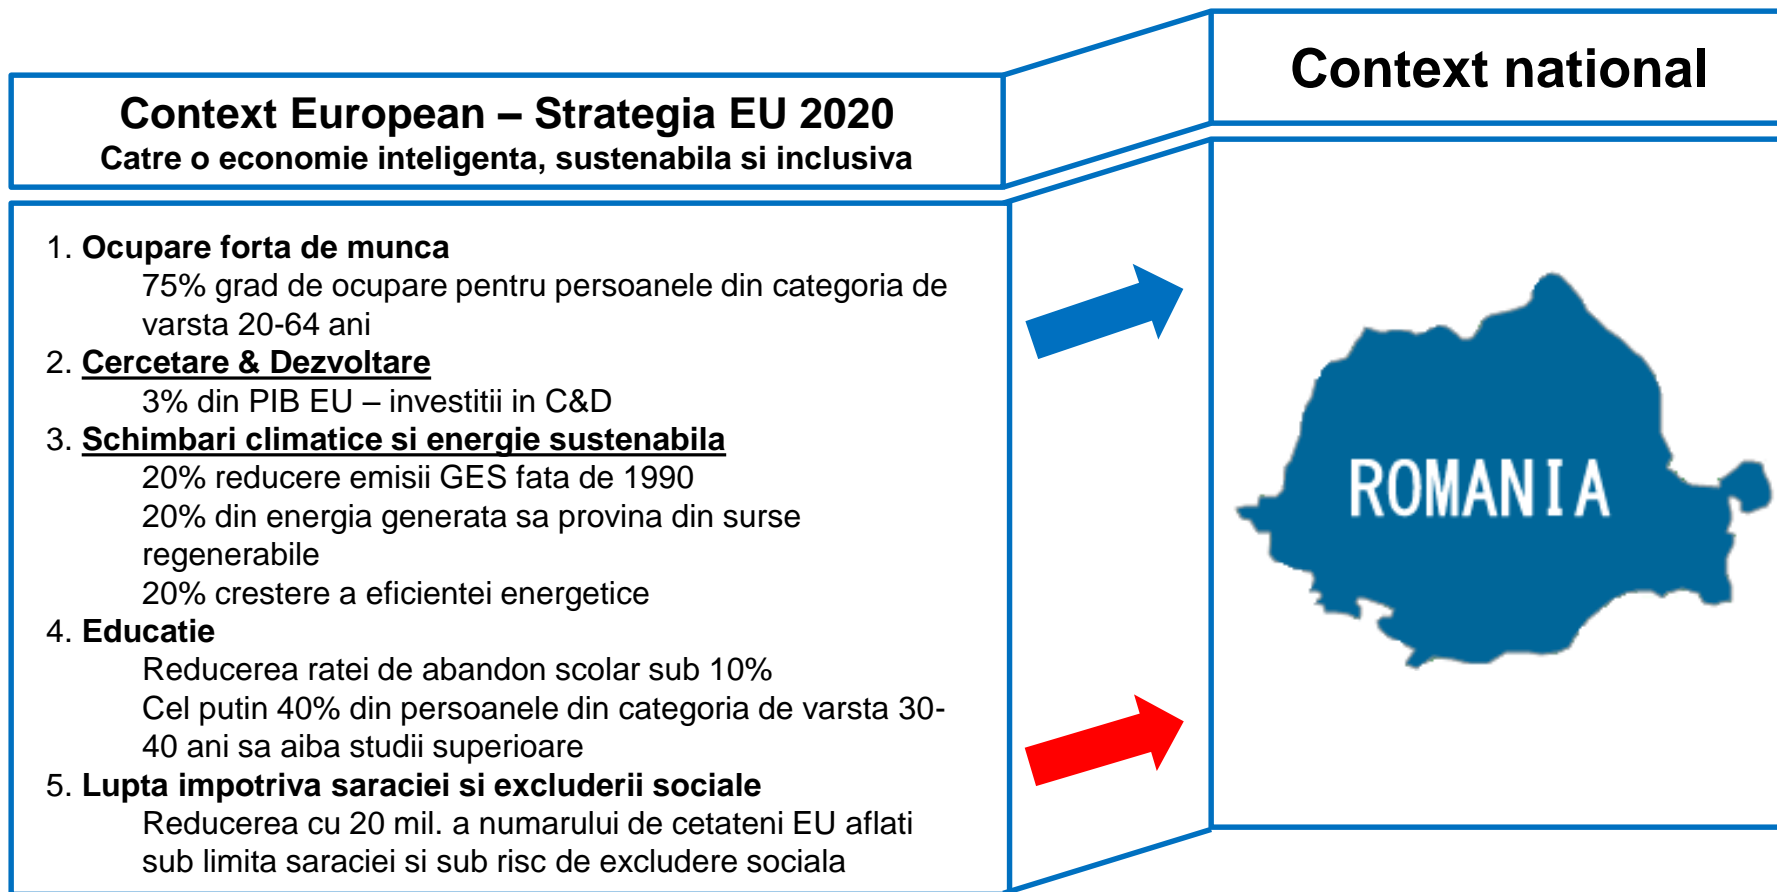 Context European – Strategia EU 2020
Catre o economie inteligenta, sustenabila si inclusiva
Context national
1. Ocupare forta de munca
75% grad de ocupare pentru persoanele din categoria de
varsta 20-64 ani
2. Cercetare & Dezvoltare
3% din PIB EU – investitii in C&D
3. Schimbari climatice si energie sustenabila
20% reducere emisii GES fata de 1990
20% din energia generata sa provina din surse
regenerabile
20% crestere a eficientei energetice
4. Educatie
Reducerea ratei de abandon scolar sub 10%
Cel putin 40% din persoanele din categoria de varsta 30-
40 ani sa aiba studii superioare
5. Lupta impotriva saraciei si excluderii sociale
Reducerea cu 20 mil. a numarului de cetateni EU aflati
sub limita saraciei si sub risc de excludere sociala
ROMANIA